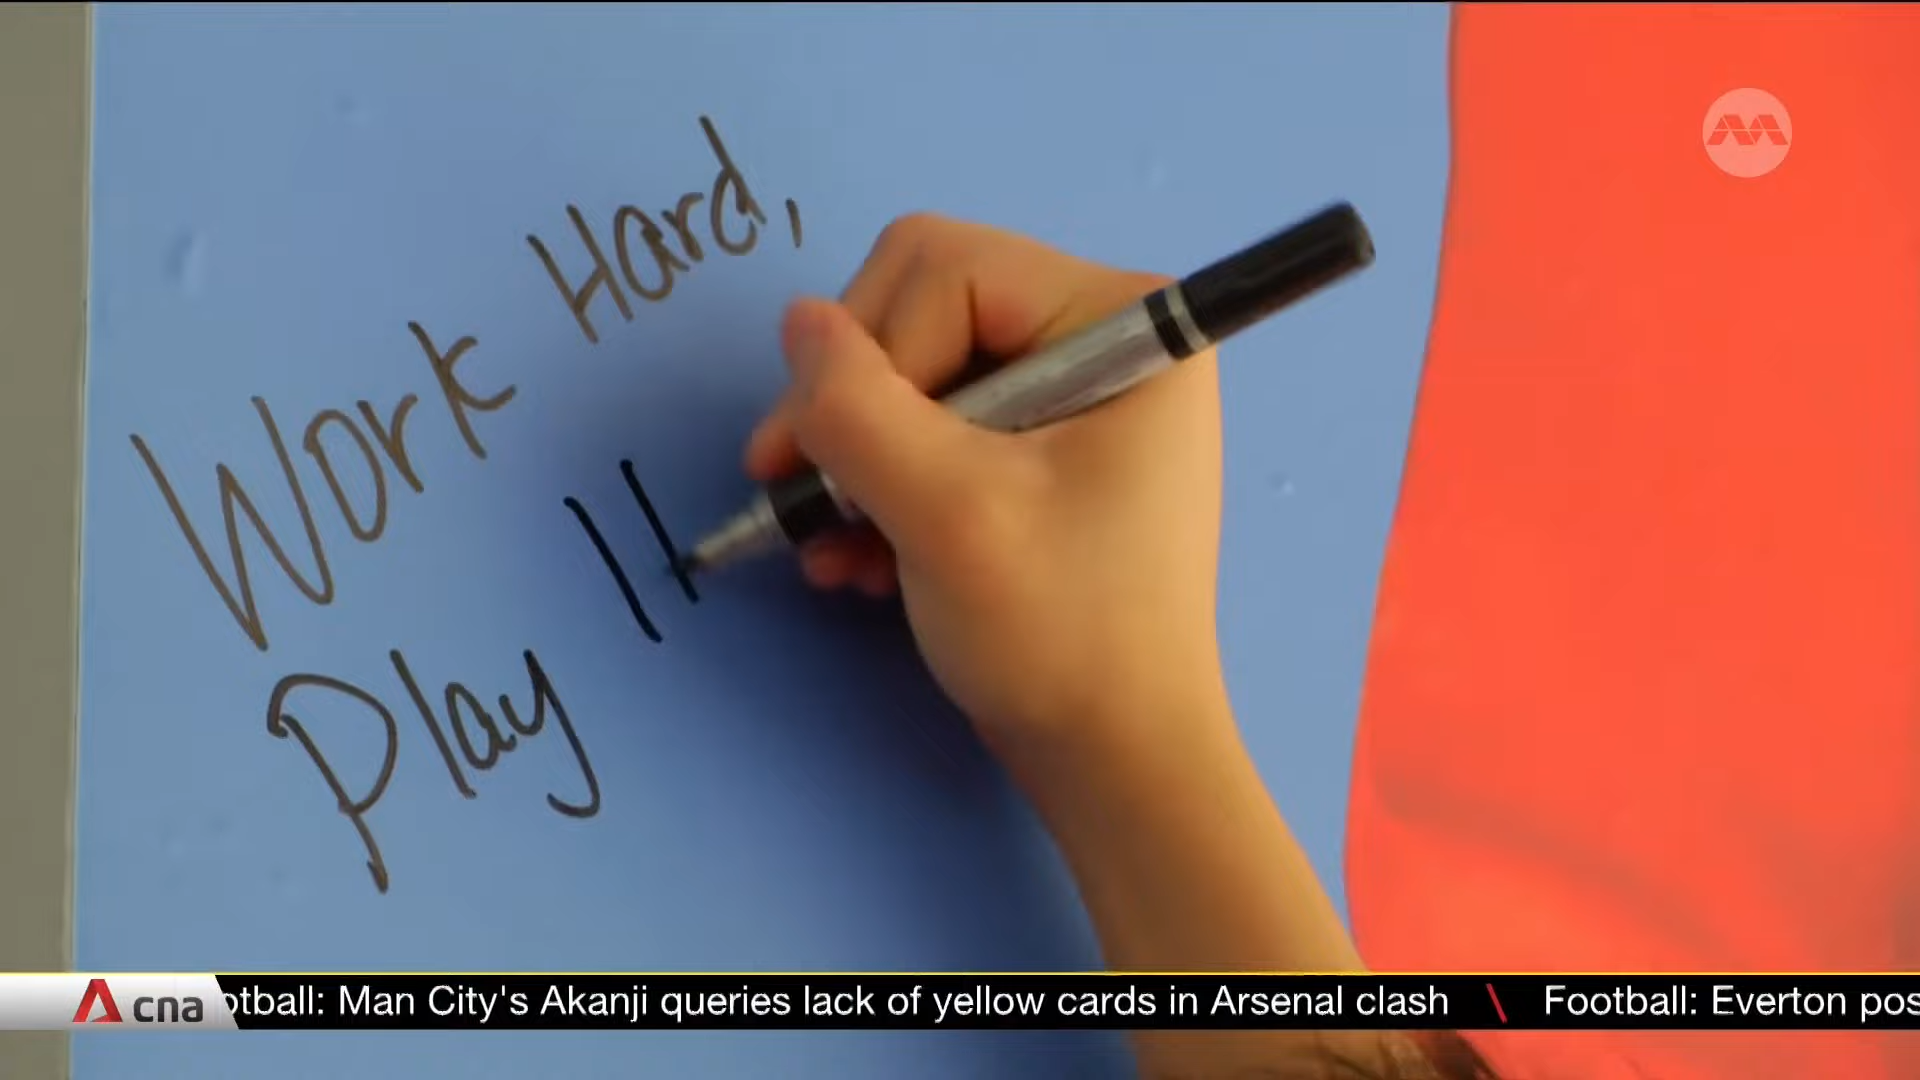 Work Hard,
Play H
cna
otball: Man City's Akanji queries lack of yellow cards in Arsenal clash \ Football: Everton pos